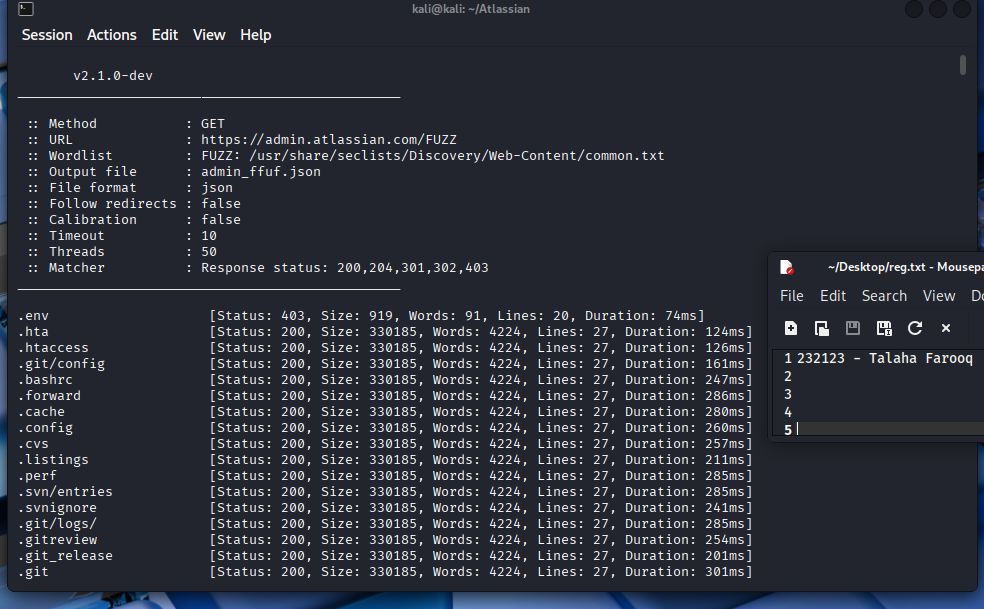 kali@kali: ~/Atlassian
Session Actions Edit View Help
v2.1.0-dev
:: Method : GET
:: URL : https://admin.atlassian.com/FUZZ
:: Wordlist : FUZZ: /usr/share/seclists/Discovery/Web-Content/common.txt
:: Output file : admin_ffuf.json
:: File format : json
:: Follow redirects : false
:: Calibration : false
:: Timeout : 10
:: Threads : 50
:: Matcher : Response status: 200,204,301,302,403
.env [Status: 403, Size: 919, Words: 91, Lines: 20, Duration: 74ms]
.hta [Status: 200, Size: 330185, Words: 4224, Lines: 27, Duration: 124ms]
.htaccess [Status: 200, Size: 330185, Words: 4224, Lines: 27, Duration: 126ms]
.git/config [Status: 200, Size: 330185, Words: 4224, Lines: 27, Duration: 161ms]
.bashrc [Status: 200, Size: 330185, Words: 4224, Lines: 27, Duration: 247ms]
.forward [Status: 200, Size: 330185, Words: 4224, Lines: 27, Duration: 286ms]
.cache [Status: 200, Size: 330185, Words: 4224, Lines: 27, Duration: 280ms]
.config [Status: 200, Size: 330185, Words: 4224, Lines: 27, Duration: 260ms]
.cvs [Status: 200, Size: 330185, Words: 4224, Lines: 27, Duration: 257ms]
.listings [Status: 200, Size: 330185, Words: 4224, Lines: 27, Duration: 211ms]
.perf [Status: 200, Size: 330185, Words: 4224, Lines: 27, Duration: 285ms]
.svn/entries [Status: 200, Size: 330185, Words: 4224, Lines: 27, Duration: 285ms]
.svnignore [Status: 200, Size: 330185, Words: 4224, Lines: 27, Duration: 241ms]
.git/logs/ [Status: 200, Size: 330185, Words: 4224, Lines: 27, Duration: 285ms]
.gitreview [Status: 200, Size: 330185, Words: 4224, Lines: 27, Duration: 254ms]
.git_release [Status: 200, Size: 330185, Words: 4224, Lines: 27, Duration: 201ms]
.git [Status: 200, Size: 330185, Words: 4224, Lines: 27, Duration: 301ms]
~/Desktop/reg.txt - Mousepa
File Edit Search View Do
1 232123 - Talaha Farooq
2
3
4
5